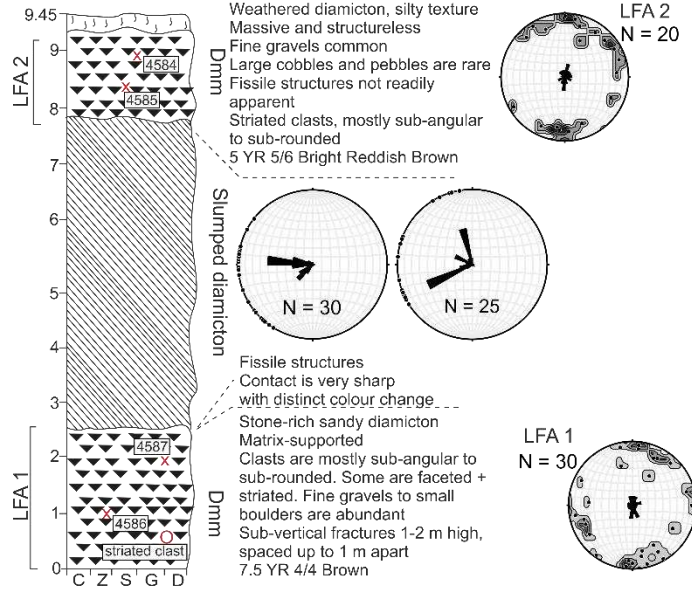 9.45
9
8
7
6
5
4
3
2
1
0
LFA 2
LFA 1
4584
4585
4587
4586
striated clast
C Z S G D
Dmm
Slumped diamicton
Dmm
Weathered diamicton, silty texture
Massive and structureless
Fine gravels common
Large cobbles and pebbles are rare
Fissile structures not readily
apparent
Striated clasts, mostly sub-angular
to sub-rounded
5 YR 5/6 Bright Reddish Brown
LFA 2
N = 20
N = 30
N = 25
Fissile structures
Contact is very sharp
with distinct colour change
Stone-rich sandy diamicton
Matrix-supported
Clasts are mostly sub-angular to
sub-rounded. Some are faceted +
striated. Fine gravels to small
boulders are abundant
Sub-vertical fractures 1-2 m high,
spaced up to 1 m apart
7.5 YR 4/4 Brown
LFA 1
N = 30